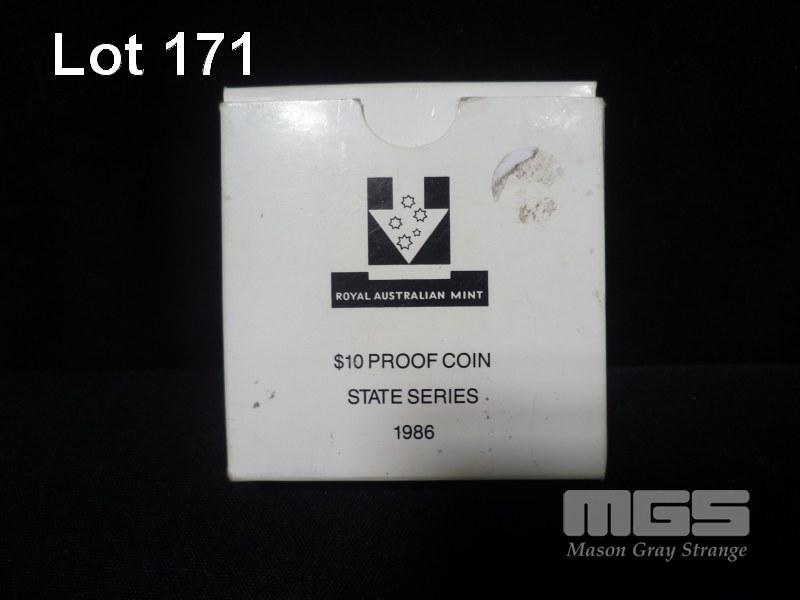 Lot 171
ROYAL AUSTRALIAN MINT
$10 PROOF COIN
STATE SERIES
1986
MGS
Mason Gray Strange